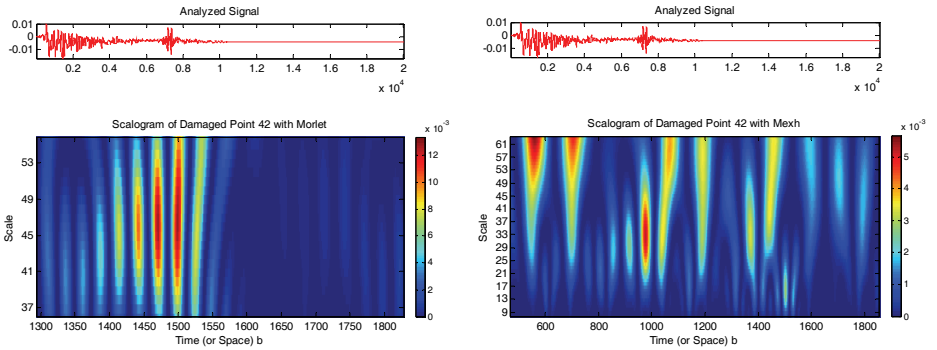 Analyzed Signal
0.01
0
-0.01
0.2 0.4 0.6 0.8 1 1.2 1.4 1.6 1.8 2
x 10^4
Scalogram of Damaged Point 42 with Morlet
x 10^-3
Scale
53
49
45
41
37
1300 1350 1400 1450 1500 1550 1600 1650 1700 1750 1800
Time (or Space) b
12
10
8
6
4
2
0
Analyzed Signal
0.01
0
-0.01
0.2 0.4 0.6 0.8 1 1.2 1.4 1.6 1.8 2
x 10^4
Scalogram of Damaged Point 42 with Mexh
x 10^-3
Scale
61
57
53
49
45
41
37
33
29
25
21
17
13
9
600 800 1000 1200 1400 1600 1800
Time (or Space) b
5
4
3
2
1
0